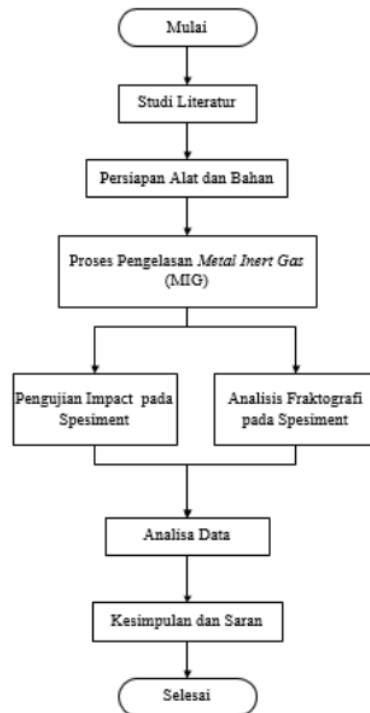 Mulai
Studi Literatur
Persiapan Alat dan Bahan
Proses Pengelasan Metal Inert Gas
(MIG)
Pengujian Impact pada
Spesiment
Analisis Fraktografi
pada Spesiment
Analisa Data
Kesimpulan dan Saran
Selesai